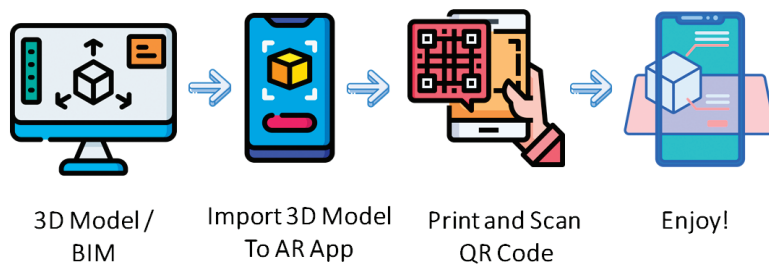 3D Model /
BIM
Import 3D Model
To AR App
Print and Scan
QR Code
Enjoy!